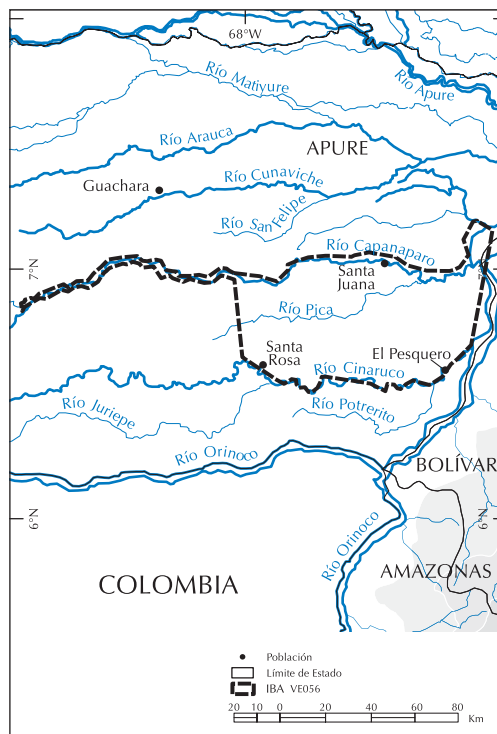 68°W
Río Matiyure
Río Apure
Río Arauca
APURE
Río Cunaviche
Guachara
Río San Felipe
Río Capanaparo
7°N
7°N
Santa
Juana
Río Pica
Santa
Rosa
El Pesquero
Río Cinaruco
Río Juriepe
Río Potrerito
Río Orinoco
BOLÍVAR
6°N
6°N
Río Orinoco
AMAZONAS
COLOMBIA
Población
Límite de Estado
IBA VE056
20 10 0 20 40 60 80
Km